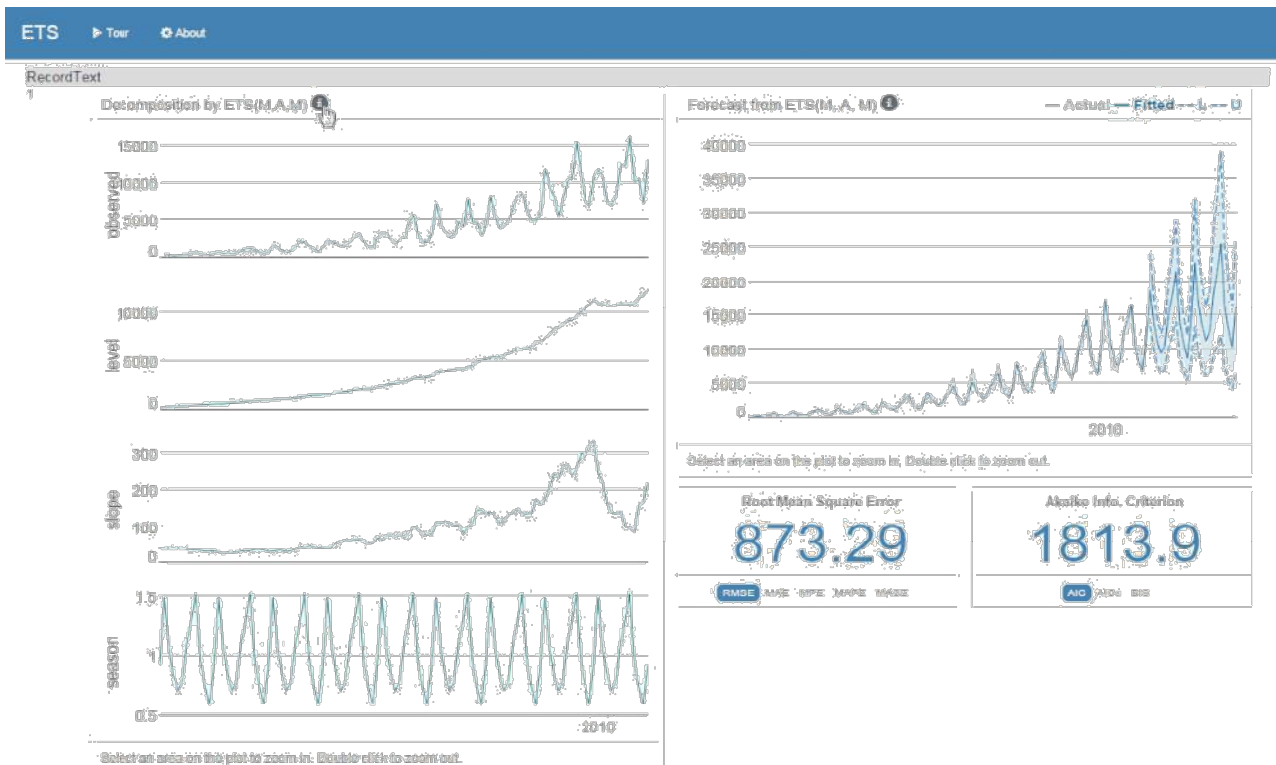 ETS Tour About
RecordText
1
Decomposition by ETS(M,A,M)
15000
10000
5000
0
observed
10000
5000
0
level
300
200
100
0
slope
1.5
1
0.5
season
2010
Select an area on the plot to zoom in. Double click to zoom out.
Forecast from ETS(M, A, M)
Actual Fitted L U
40000
35000
30000
25000
20000
15000
10000
5000
0
2010
Select an area on the plot to zoom in. Double click to zoom out.
Root Mean Square Error
873.29
RMSE MAE MPE MAPE MASE
Akaike Info. Criterion
1813.9
AIC BIC